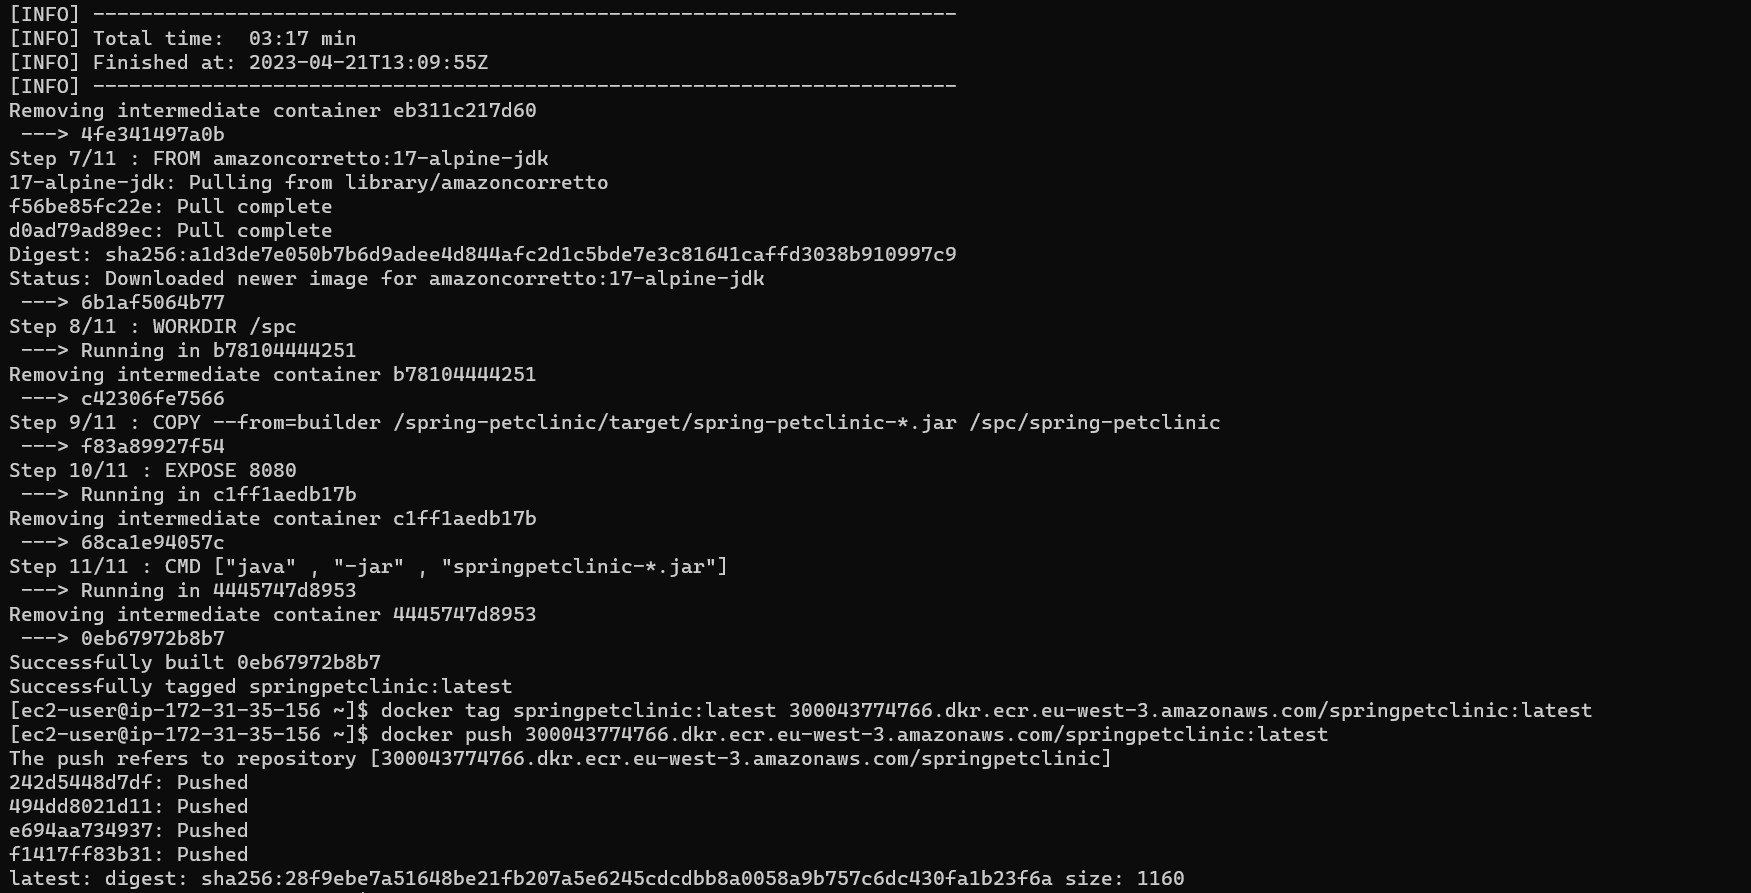 [INFO] ------------------------------------------------------------------------
[INFO] Total time:  03:17 min
[INFO] Finished at: 2023-04-21T13:09:55Z
[INFO] ------------------------------------------------------------------------
Removing intermediate container eb311c217d60
 ---> 4fe341497a0b
Step 7/11 : FROM amazoncorretto:17-alpine-jdk
17-alpine-jdk: Pulling from library/amazoncorretto
f56be85fc22e: Pull complete
d0ad79ad89ec: Pull complete
Digest: sha256:a1d3de7e050b7b6d9adee4d844afc2d1c5bde7e3c81641caffd3038b910997c9
Status: Downloaded newer image for amazoncorretto:17-alpine-jdk
 ---> 6b1af5064b77
Step 8/11 : WORKDIR /spc
 ---> Running in b78104444251
Removing intermediate container b78104444251
 ---> c42306fe7566
Step 9/11 : COPY --from=builder /spring-petclinic/target/spring-petclinic-*.jar /spc/spring-petclinic
 ---> f83a89927f54
Step 10/11 : EXPOSE 8080
 ---> Running in c1ff1aedb17b
Removing intermediate container c1ff1aedb17b
 ---> 68ca1e94057c
Step 11/11 : CMD ["java" , "-jar" , "springpetclinic-*.jar"]
 ---> Running in 4445747d8953
Removing intermediate container 4445747d8953
 ---> 0eb67972b8b7
Successfully built 0eb67972b8b7
Successfully tagged springpetclinic:latest
[ec2-user@ip-172-31-35-156 ~]$ docker tag springpetclinic:latest 300043774766.dkr.ecr.eu-west-3.amazonaws.com/springpetclinic:latest
[ec2-user@ip-172-31-35-156 ~]$ docker push 300043774766.dkr.ecr.eu-west-3.amazonaws.com/springpetclinic:latest
The push refers to repository [300043774766.dkr.ecr.eu-west-3.amazonaws.com/springpetclinic]
242d5448d7df: Pushed
494dd8021d11: Pushed
e694aa734937: Pushed
f1417ff83b31: Pushed
latest: digest: sha256:28f9ebe7a51648be21fb207a5e6245cdcdbb8a0058a9b757c6dc430fa1b23f6a size: 1160